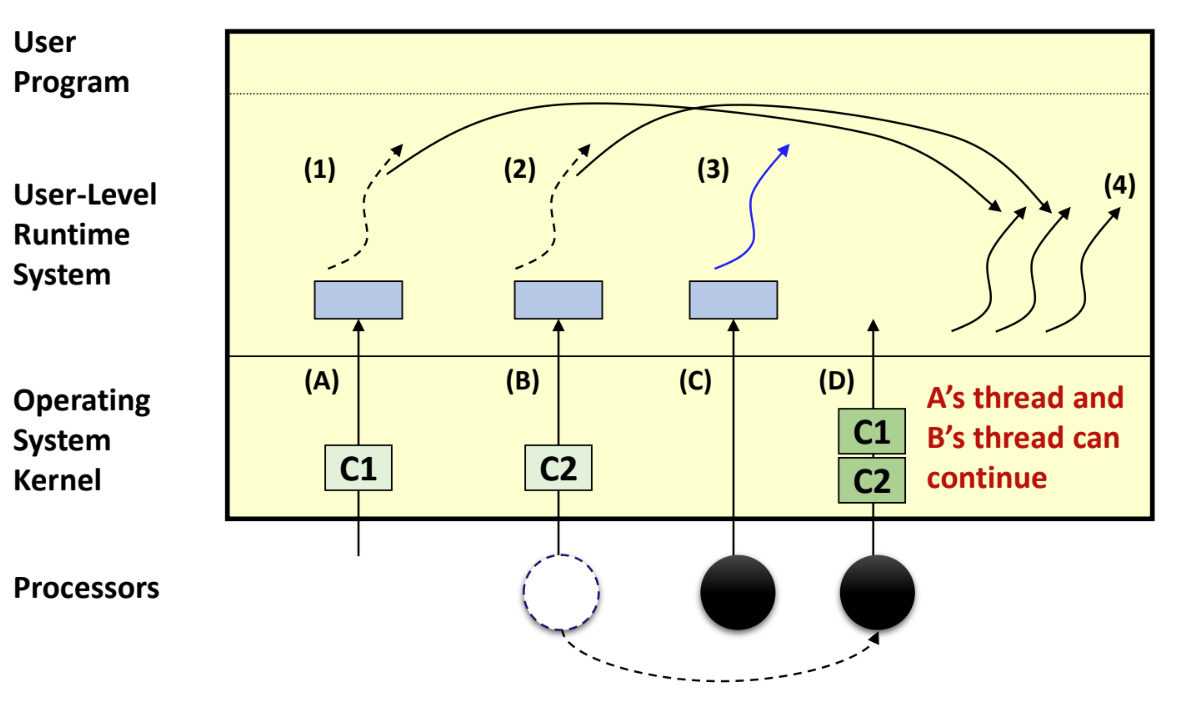 User
Program
(1)
(2)
(3)
(4)
User-Level
Runtime
System
(A)
(B)
(C)
(D)
Operating
System
Kernel
C1
C2
C1
C2
A's thread and
B's thread can
continue
Processors